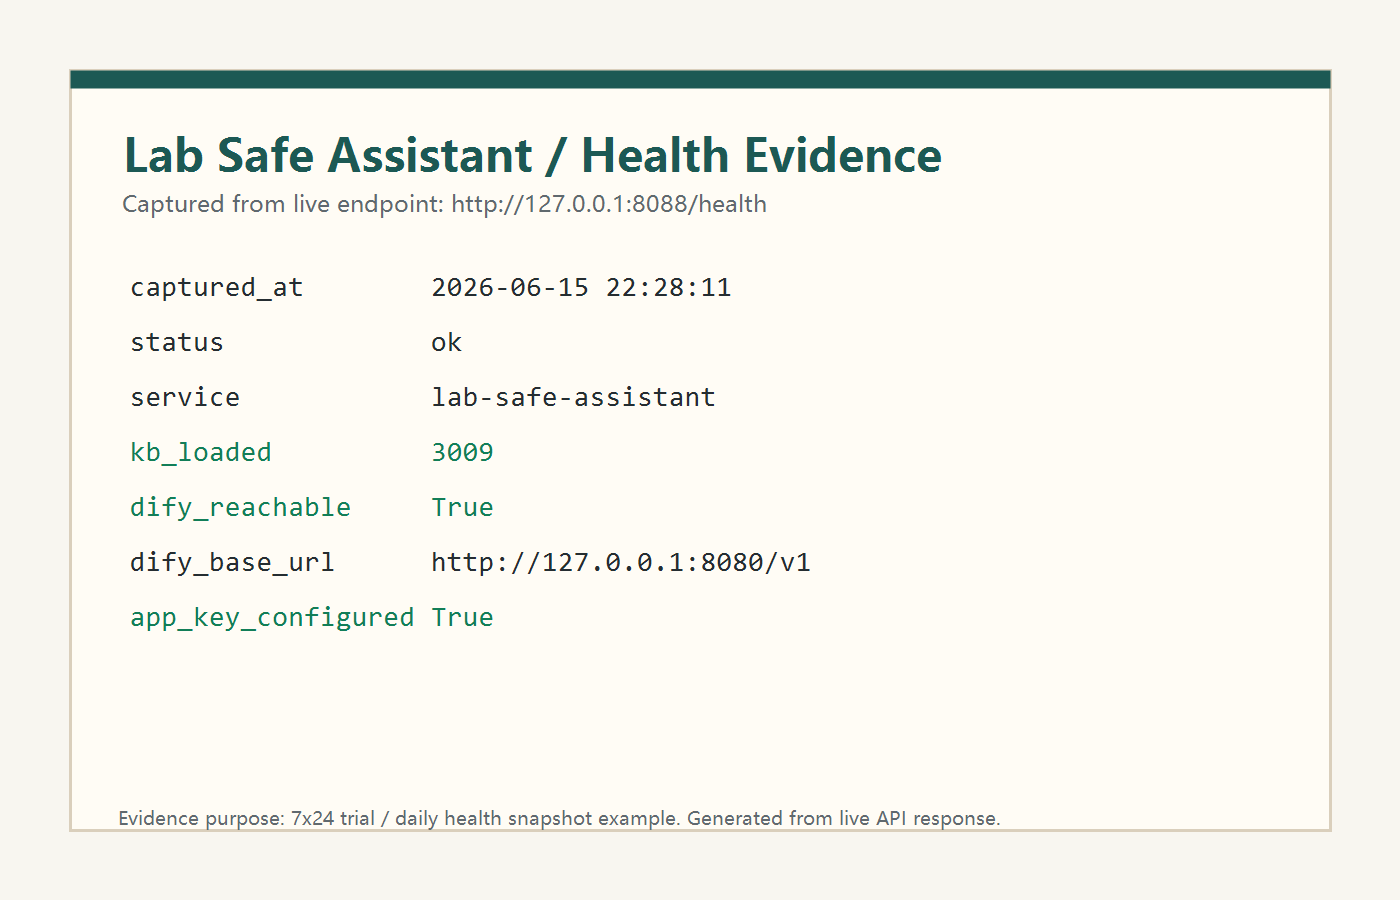 Lab Safe Assistant / Health Evidence
Captured from live endpoint: http://127.0.0.1:8088/health
captured_at 2026-06-15 22:28:11
status ok
service lab-safe-assistant
kb_loaded 3009
dify_reachable True
dify_base_url http://127.0.0.1:8080/v1
app_key_configured True
Evidence purpose: 7x24 trial / daily health snapshot example. Generated from live API response.